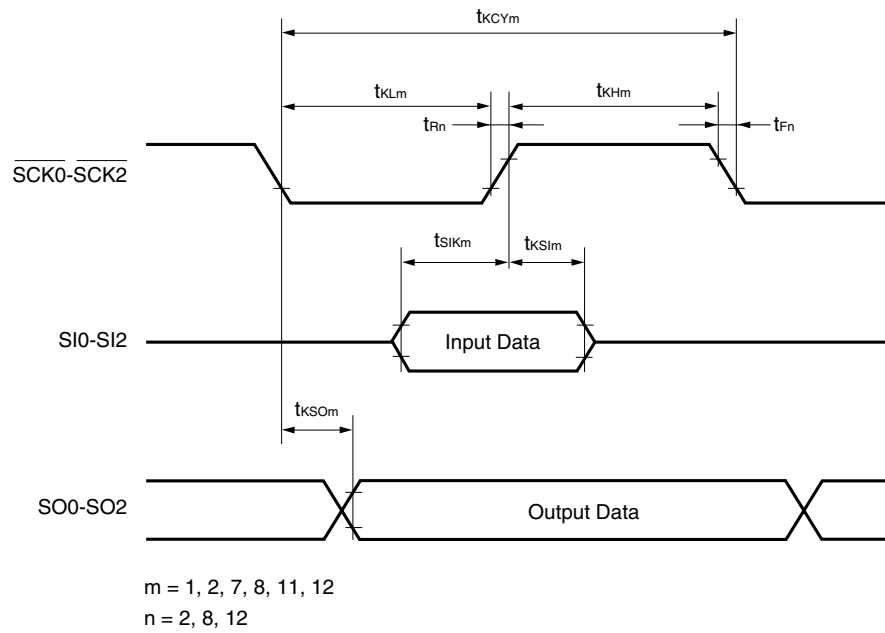 tKCYm
tKLm
tKHm
tRn
tFn
SCK0-SCK2
tSIKm
tKSIm
SI0-SI2
Input Data
tKSOm
SO0-SO2
Output Data
m = 1, 2, 7, 8, 11, 12
n = 2, 8, 12